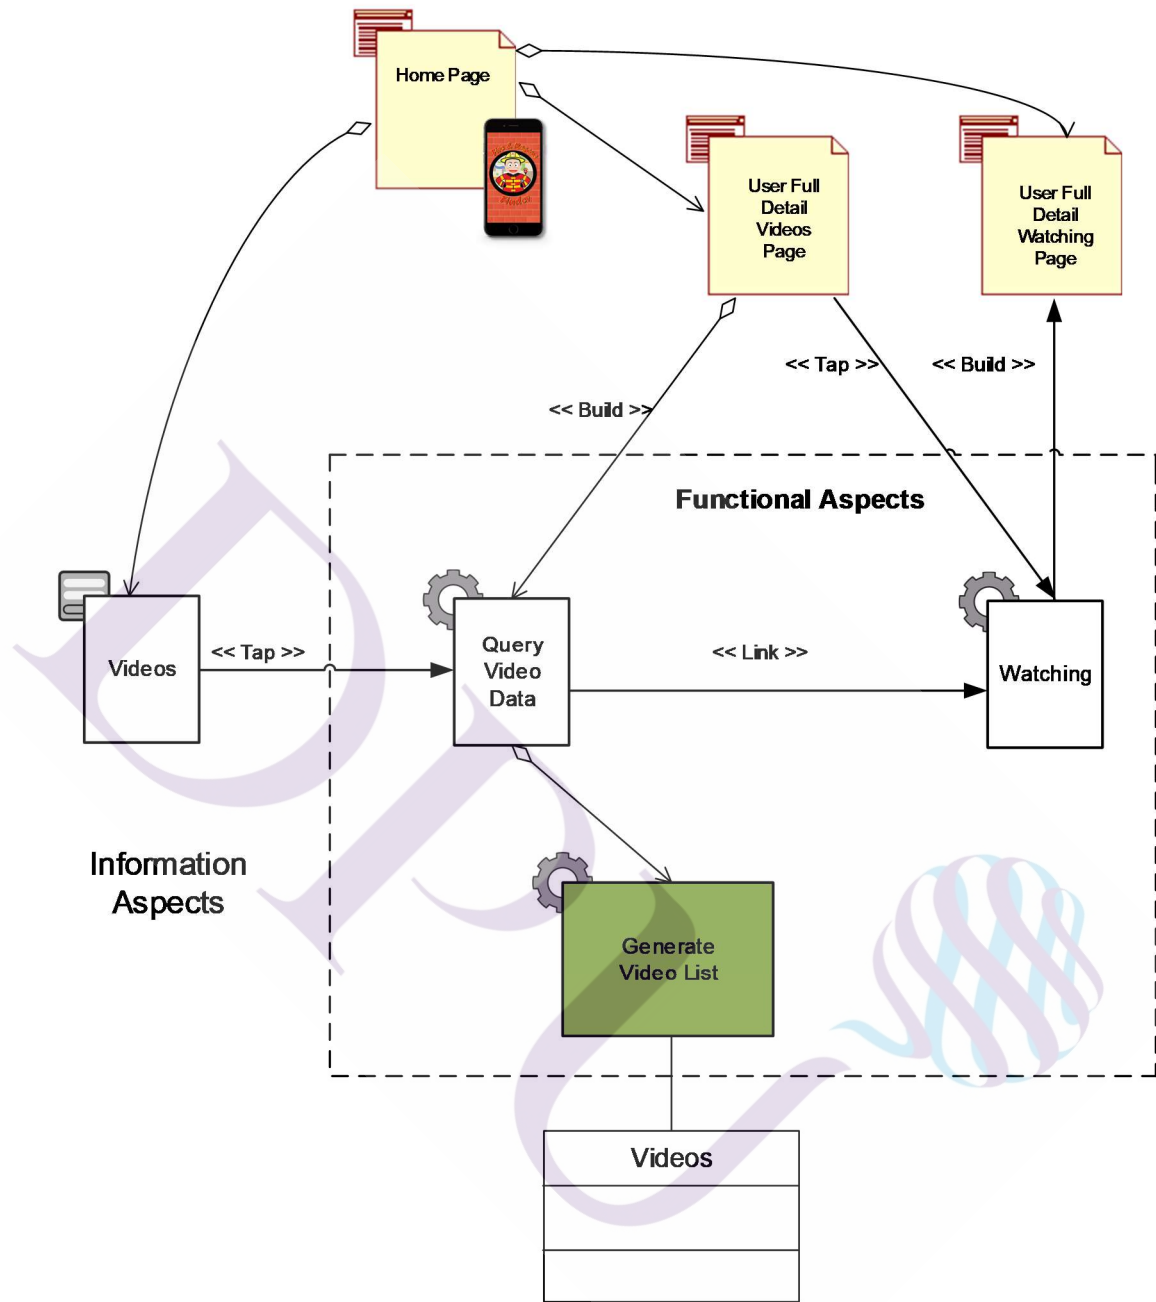 Home Page
User Full
Detail
Videos
Page
User Full
Detail
Watching
Page
<< Tap >>
<< Build >>
<< Build >>
Functional Aspects
Videos
<< Tap >>
Query
Video
Data
<< Link >>
Watching
Information
Aspects
Generate
Video List
Videos
DPU